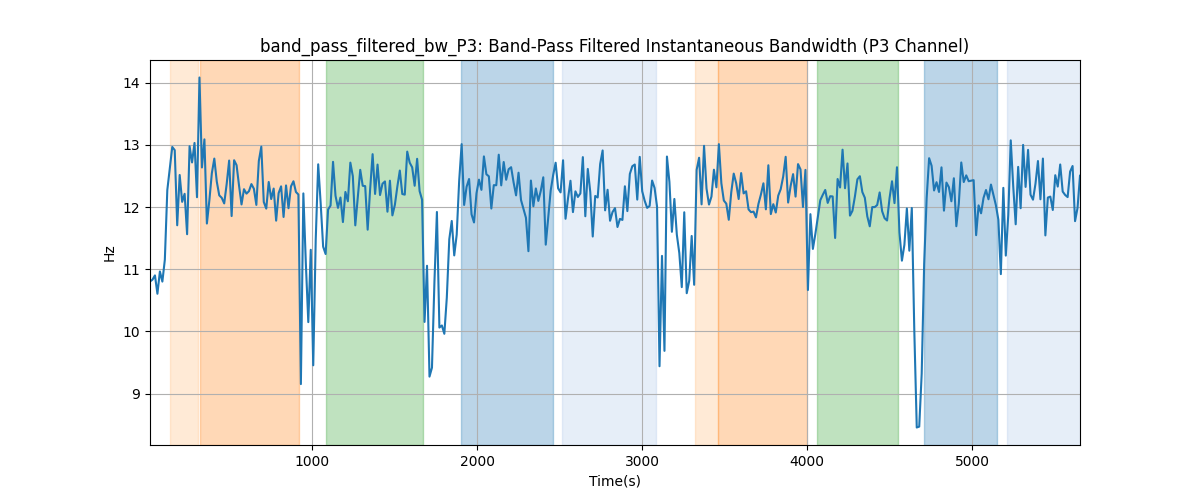 band_pass_filtered_bw_P3: Band-Pass Filtered Instantaneous Bandwidth (P3 Channel)
14
13
12
11
10
9
Hz
1000 2000 3000 4000 5000
Time(s)